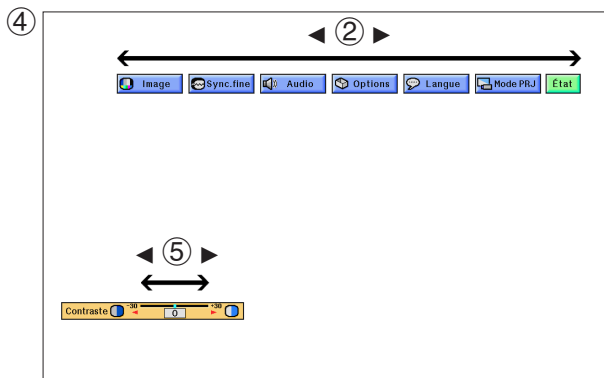 ④
◄ ② ►
Image Sync.fine Audio Options Langue Mode PRJ État
◄ ⑤ ►
Contraste -30 0 +30